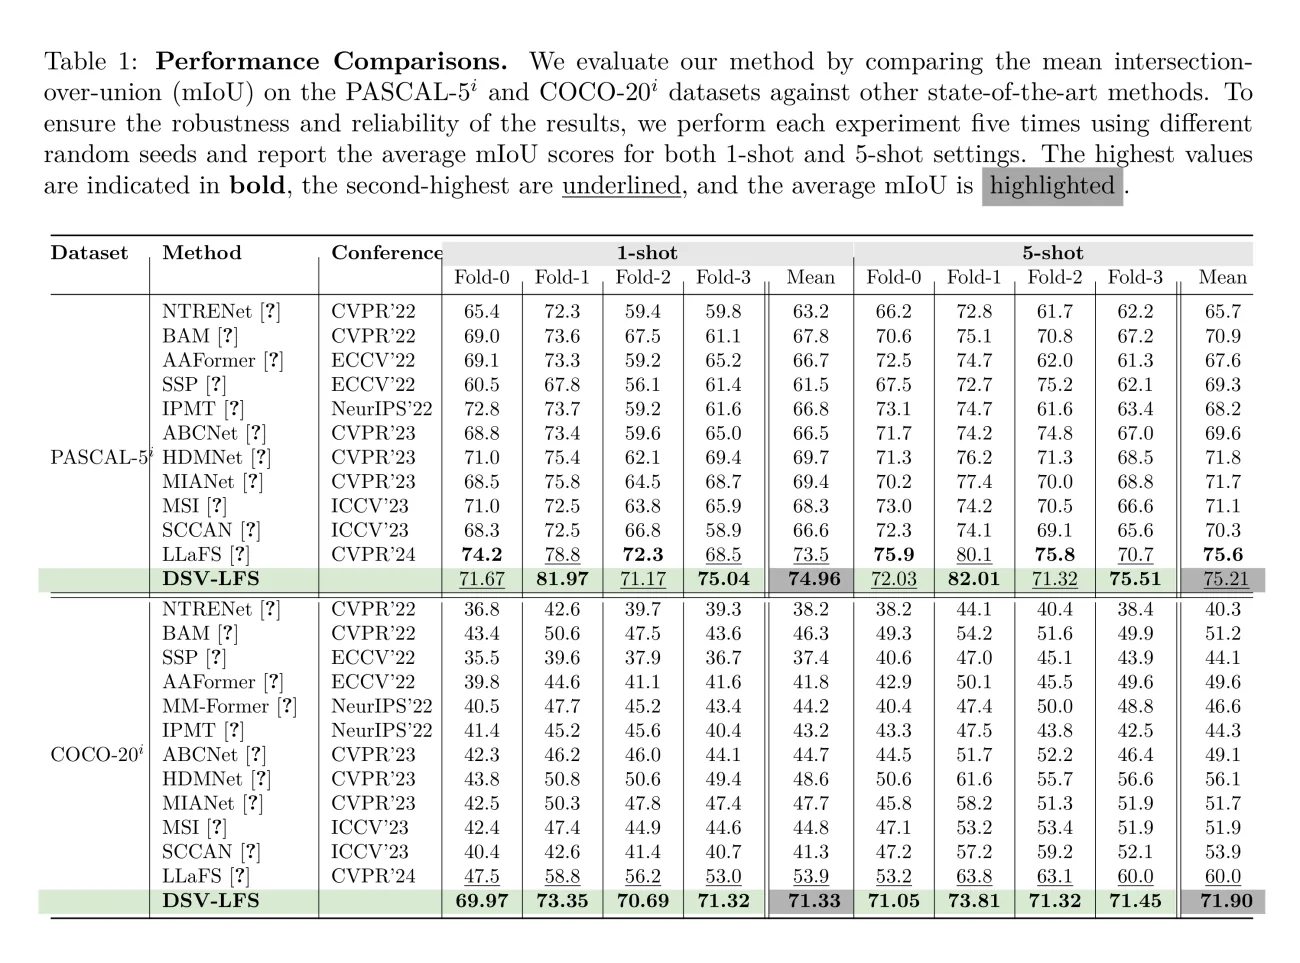 Table 1: Performance Comparisons. We evaluate our method by comparing the mean intersection-
over-union (mIoU) on the PASCAL-5i and COCO-20i datasets against other state-of-the-art methods. To
ensure the robustness and reliability of the results, we perform each experiment five times using different
random seeds and report the average mIoU scores for both 1-shot and 5-shot settings. The highest values
are indicated in bold, the second-highest are underlined, and the average mIoU is highlighted .
Dataset Method Conference 1-shot 5-shot
Fold-0 Fold-1 Fold-2 Fold-3 Mean Fold-0 Fold-1 Fold-2 Fold-3 Mean
NTRENet [?] CVPR'22 65.4 72.3 59.4 59.8 63.2 66.2 72.8 61.7 62.2 65.7
BAM [?] CVPR'22 69.0 73.6 67.5 61.1 67.8 70.6 75.1 70.8 67.2 70.9
AAFormer [?] ECCV'22 69.1 73.3 59.2 65.2 66.7 72.5 74.7 62.0 61.3 67.6
SSP [?] ECCV'22 60.5 67.8 56.1 61.4 61.5 67.5 72.7 75.2 62.1 69.3
IPMT [?] NeurIPS'22 72.8 73.7 59.2 61.6 66.8 73.1 74.7 61.6 63.4 68.2
ABCNet [?] CVPR'23 68.8 73.4 59.6 65.0 66.5 71.7 74.2 74.8 67.0 69.6
PASCAL-5i HDMNet [?] CVPR'23 71.0 75.4 62.1 69.4 69.7 71.3 76.2 71.3 68.5 71.8
MIANet [?] CVPR'23 68.5 75.8 64.5 68.7 69.4 70.2 77.4 70.0 68.8 71.7
MSI [?] ICCV'23 71.0 72.5 63.8 65.9 68.3 73.0 74.2 70.5 66.6 71.1
SCCAN [?] ICCV'23 68.3 72.5 66.8 58.9 66.6 72.3 74.1 69.1 65.6 70.3
LLaFS [?] CVPR'24 74.2 78.8 72.3 68.5 73.5 75.9 80.1 75.8 70.7 75.6
DSV-LFS 71.67 81.97 71.17 75.04 74.96 72.03 82.01 71.32 75.51 75.21
NTRENet [?] CVPR'22 36.8 42.6 39.7 39.3 38.2 38.2 44.1 40.4 38.4 40.3
BAM [?] CVPR'22 43.4 50.6 47.5 43.6 46.3 49.3 54.2 51.6 49.9 51.2
SSP [?] ECCV'22 35.5 39.6 37.9 36.7 37.4 40.6 47.0 45.1 43.9 44.1
AAFormer [?] ECCV'22 39.8 44.6 41.1 41.6 41.8 42.9 50.1 45.5 49.6 49.6
MM-Former [?] NeurIPS'22 40.5 47.7 45.2 43.4 44.2 40.4 47.4 50.0 48.8 46.6
IPMT [?] NeurIPS'22 41.4 45.2 45.6 40.4 43.2 43.3 47.5 43.8 42.5 44.3
COCO-20i ABCNet [?] CVPR'23 42.3 46.2 46.0 44.1 44.7 44.5 51.7 52.2 46.4 49.1
HDMNet [?] CVPR'23 43.8 50.8 50.6 49.4 48.6 50.6 61.6 55.7 56.6 56.1
MIANet [?] CVPR'23 42.5 50.3 47.8 47.4 47.7 45.8 58.2 51.3 51.9 51.7
MSI [?] ICCV'23 42.4 47.4 44.9 44.6 44.8 47.1 53.2 53.4 51.9 51.9
SCCAN [?] ICCV'23 40.4 42.6 41.4 40.7 41.3 47.2 57.2 59.2 52.1 53.9
LLaFS [?] CVPR'24 47.5 58.8 56.2 53.0 53.9 53.2 63.8 63.1 60.0 60.0
DSV-LFS 69.97 73.35 70.69 71.32 71.33 71.05 73.81 71.32 71.45 71.90